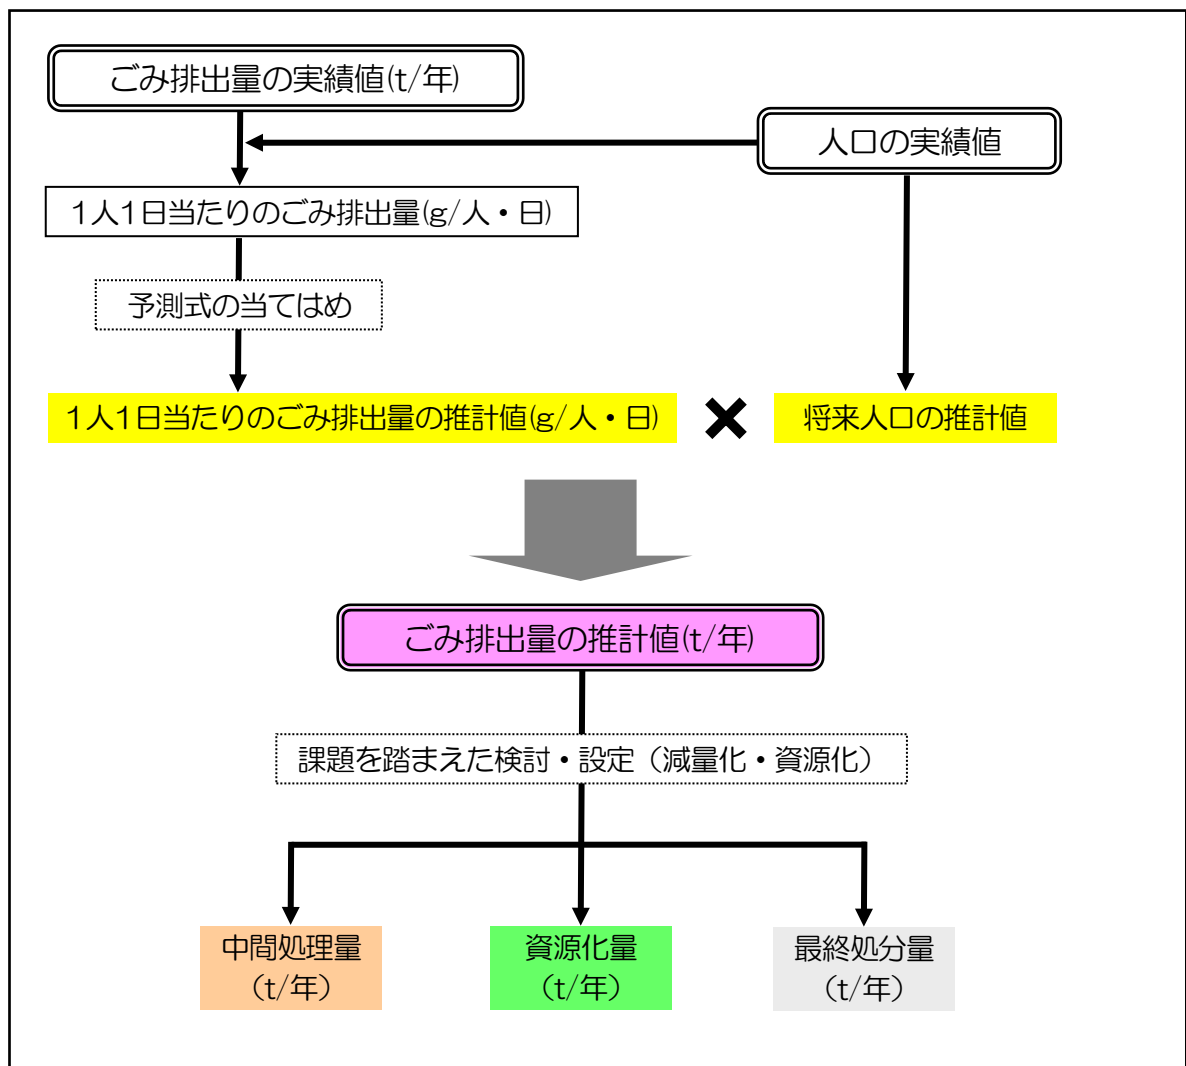 ごみ排出量の実績値(t/年)
人口の実績値
1人1日当たりのごみ排出量(g/人・日)
予測式の当てはめ
1人1日当たりのごみ排出量の推計値(g/人・日)
将来人口の推計値
ごみ排出量の推計値(t/年)
課題を踏まえた検討・設定（減量化・資源化）
中間処理量
（t/年）
資源化量
（t/年）
最終処分量
（t/年）